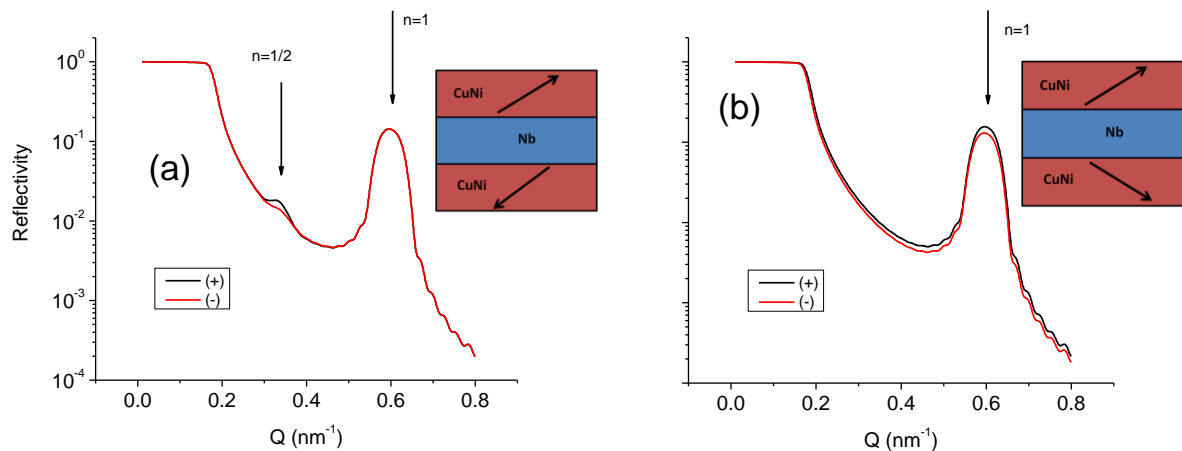 n=1
n=1/2
(a)
CuNi
Nb
CuNi
(+)
(-)
Reflectivity
10⁰
10⁻¹
10⁻²
10⁻³
10⁻⁴
0.0 0.2 0.4 0.6 0.8
Q (nm⁻¹)
n=1
(b)
CuNi
Nb
CuNi
(+)
(-)
0.0 0.2 0.4 0.6 0.8
Q (nm⁻¹)